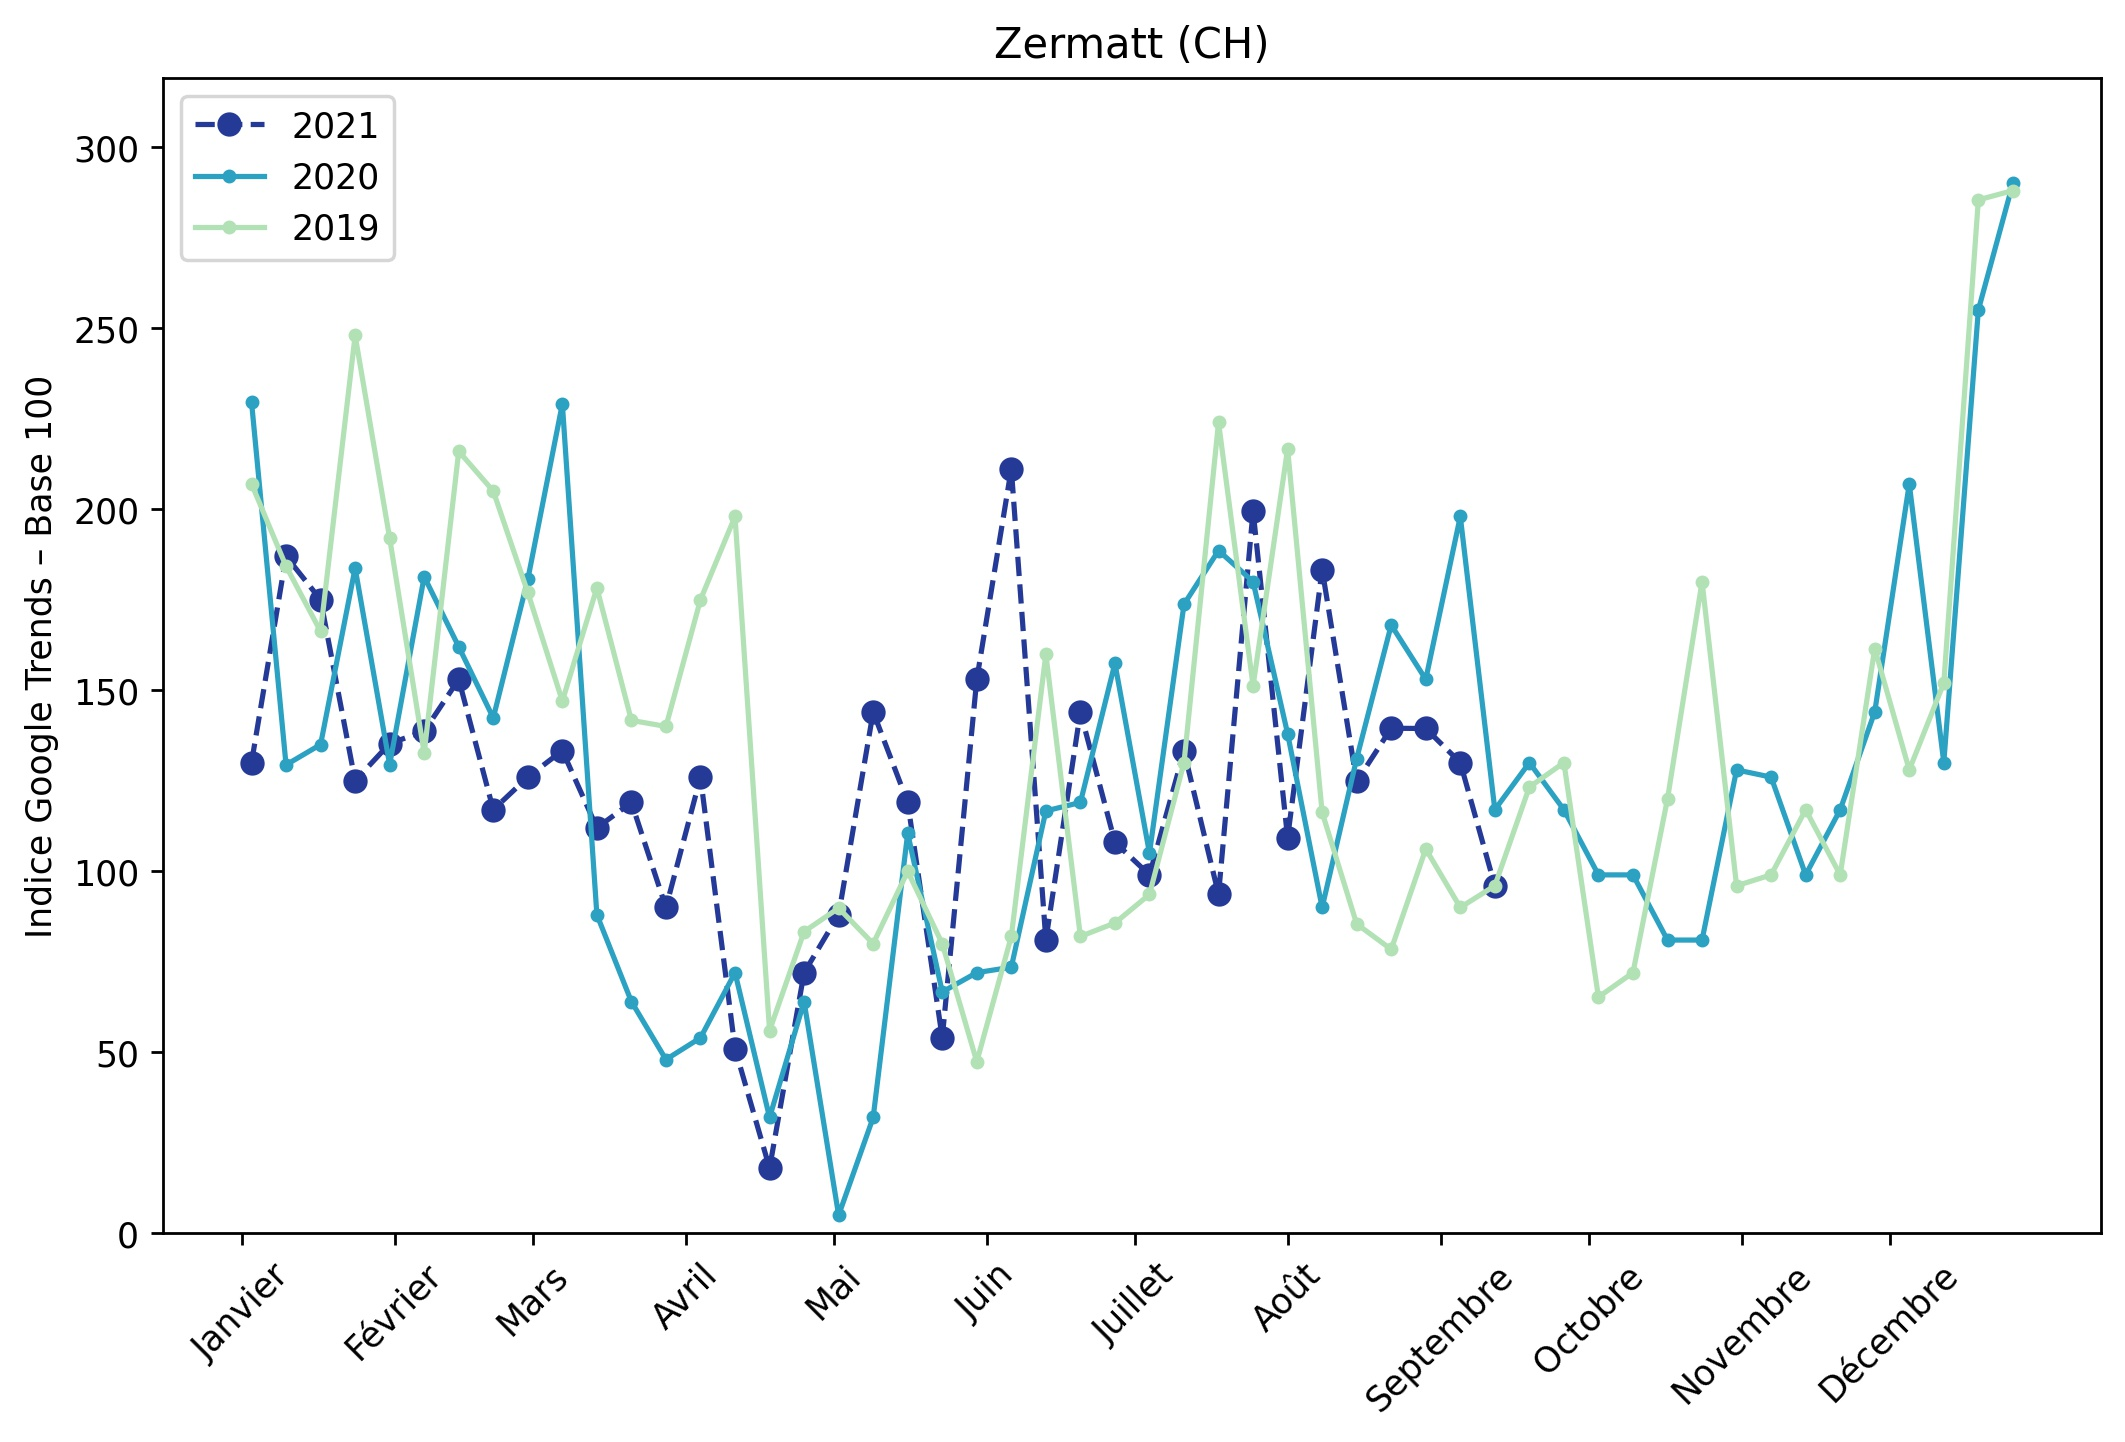 Zermatt (CH)
2021
2020
2019
Indice Google Trends – Base 100
300
250
200
150
100
50
0
Janvier
Février
Mars
Avril
Mai
Juin
Juillet
Août
Septembre
Octobre
Novembre
Décembre